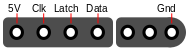 5V Clk Latch Data Gnd